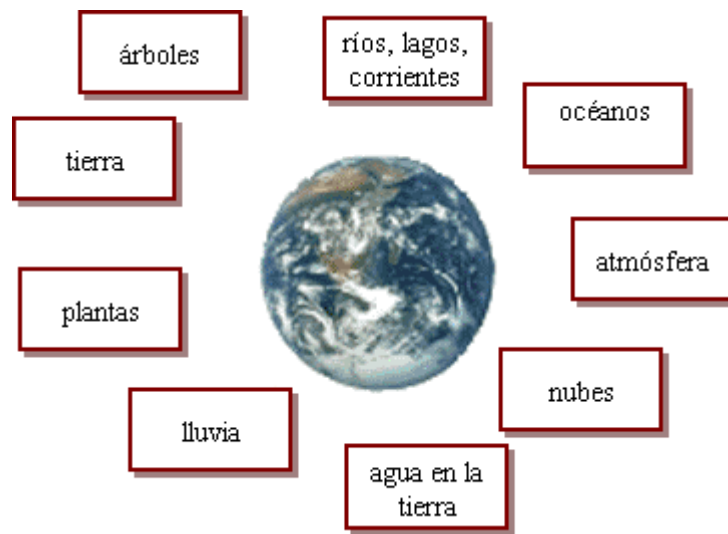 árboles
ríos, lagos,
corrientes
océanos
tierra
atmósfera
plantas
nubes
lluvia
agua en la
tierra